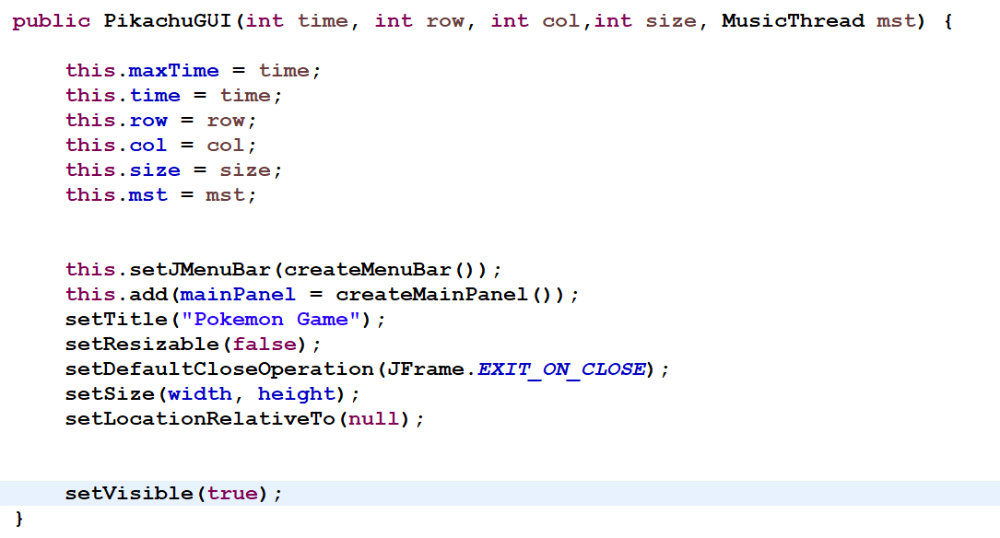 public PikachuGUI(int time, int row, int col,int size, MusicThread mst) {
this.maxTime = time;
this.time = time;
this.row = row;
this.col = col;
this.size = size;
this.mst = mst;
this.setJMenuBar(createMenuBar());
this.add(mainPanel = createMainPanel());
setTitle("Pokemon Game");
setResizable(false);
setDefaultCloseOperation(JFrame.EXIT_ON_CLOSE);
setSize(width, height);
setLocationRelativeTo(null);
setVisible(true);
}